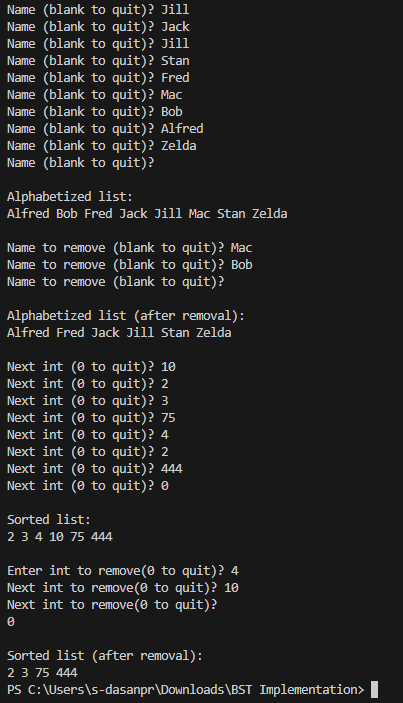 Name (blank to quit)? Jill
Name (blank to quit)? Jack
Name (blank to quit)? Jill
Name (blank to quit)? Stan
Name (blank to quit)? Fred
Name (blank to quit)? Mac
Name (blank to quit)? Bob
Name (blank to quit)? Alfred
Name (blank to quit)? Zelda
Name (blank to quit)?
Alphabetized list:
Alfred Bob Fred Jack Jill Mac Stan Zelda
Name to remove (blank to quit)? Mac
Name to remove (blank to quit)? Bob
Name to remove (blank to quit)?
Alphabetized list (after removal):
Alfred Fred Jack Jill Stan Zelda
Next int (0 to quit)? 10
Next int (0 to quit)? 2
Next int (0 to quit)? 3
Next int (0 to quit)? 75
Next int (0 to quit)? 4
Next int (0 to quit)? 2
Next int (0 to quit)? 444
Next int (0 to quit)? 0
Sorted list:
2 3 4 10 75 444
Enter int to remove(0 to quit)? 4
Next int to remove(0 to quit)? 10
Next int to remove(0 to quit)?
0
Sorted list (after removal):
2 3 75 444
PS C:\Users\s-dasanpr\Downloads\BST Implementation>